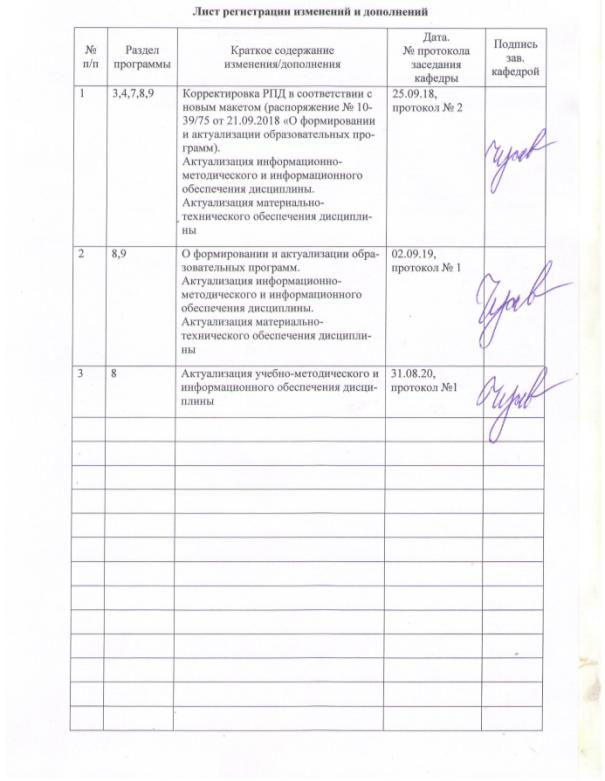 Лист регистрации изменений и дополнений
№
п/п
Раздел
программы
Краткое содержание
изменения/дополнения
Дата.
№ протокола
заседания
кафедры
Подпись
зав.
кафедрой
1
3,4,7,8,9
Корректировка РПД в соответствии с
новым макетом (распоряжение № 10-
39/75 от 21.09.2018 «О формировании
и актуализации образовательных про-
грамм).
Актуализация информационно-
методического и информационного
обеспечения дисциплины.
Актуализация материально-
технического обеспечения дисципли-
ны
25.09.18,
протокол № 2
2
8,9
О формировании и актуализации обра-
зовательных программ.
Актуализация информационно-
методического и информационного
обеспечения дисциплины.
Актуализация материально-
технического обеспечения дисципли-
ны
02.09.19,
протокол № 1
3
8
Актуализация учебно-методического и
информационного обеспечения дисци-
плины
31.08.20,
протокол №1